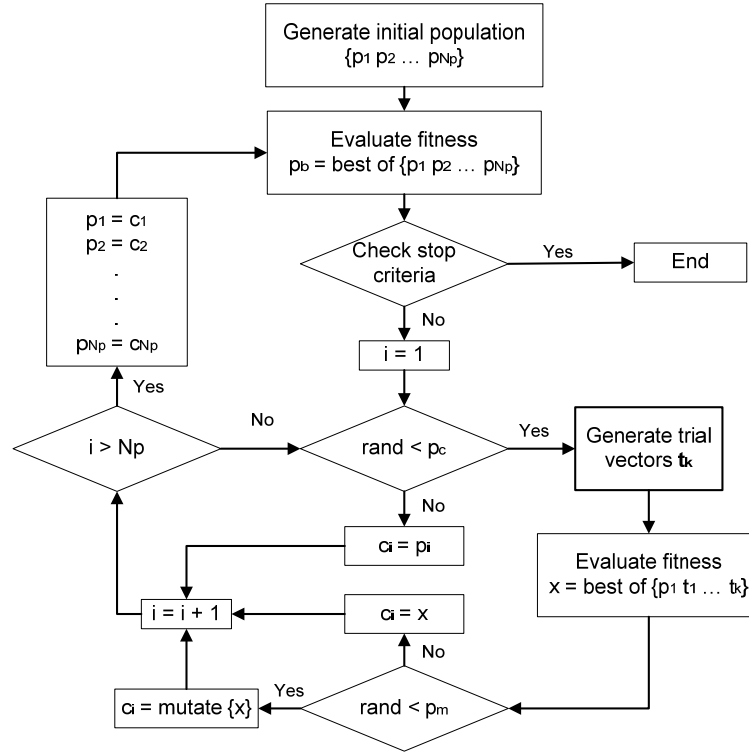 Generate initial population
{p1 p2 ... pNp}
Evaluate fitness
pb = best of {p1 p2 ... pNp}
p1 = c1
p2 = c2
.
.
.
pNp = cNp
Check stop
criteria
Yes
End
No
i = 1
Yes
i > Np
No
rand < pc
Yes
Generate trial
vectors tk
No
ci = pi
Evaluate fitness
x = best of {p1 t1 ... tk}
i = i + 1
ci = x
No
ci = mutate {x}
Yes
rand < pm